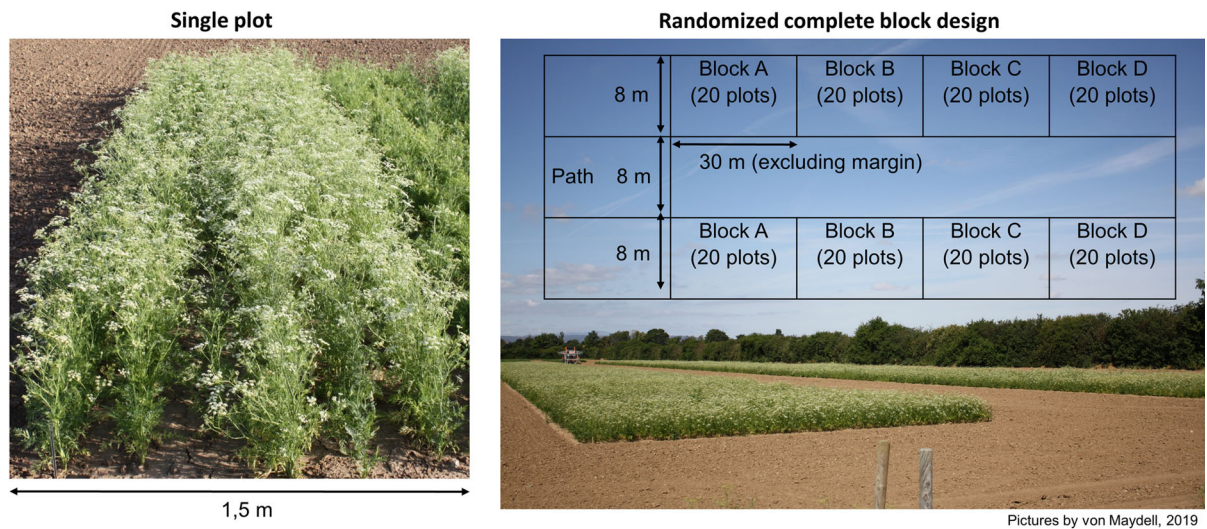 Single plot
Randomized complete block design
Block A
(20 plots)
Block B
(20 plots)
Block C
(20 plots)
Block D
(20 plots)
8 m
Path
8 m
30 m (excluding margin)
8 m
Block A
(20 plots)
Block B
(20 plots)
Block C
(20 plots)
Block D
(20 plots)
1,5 m
Pictures by von Maydell, 2019